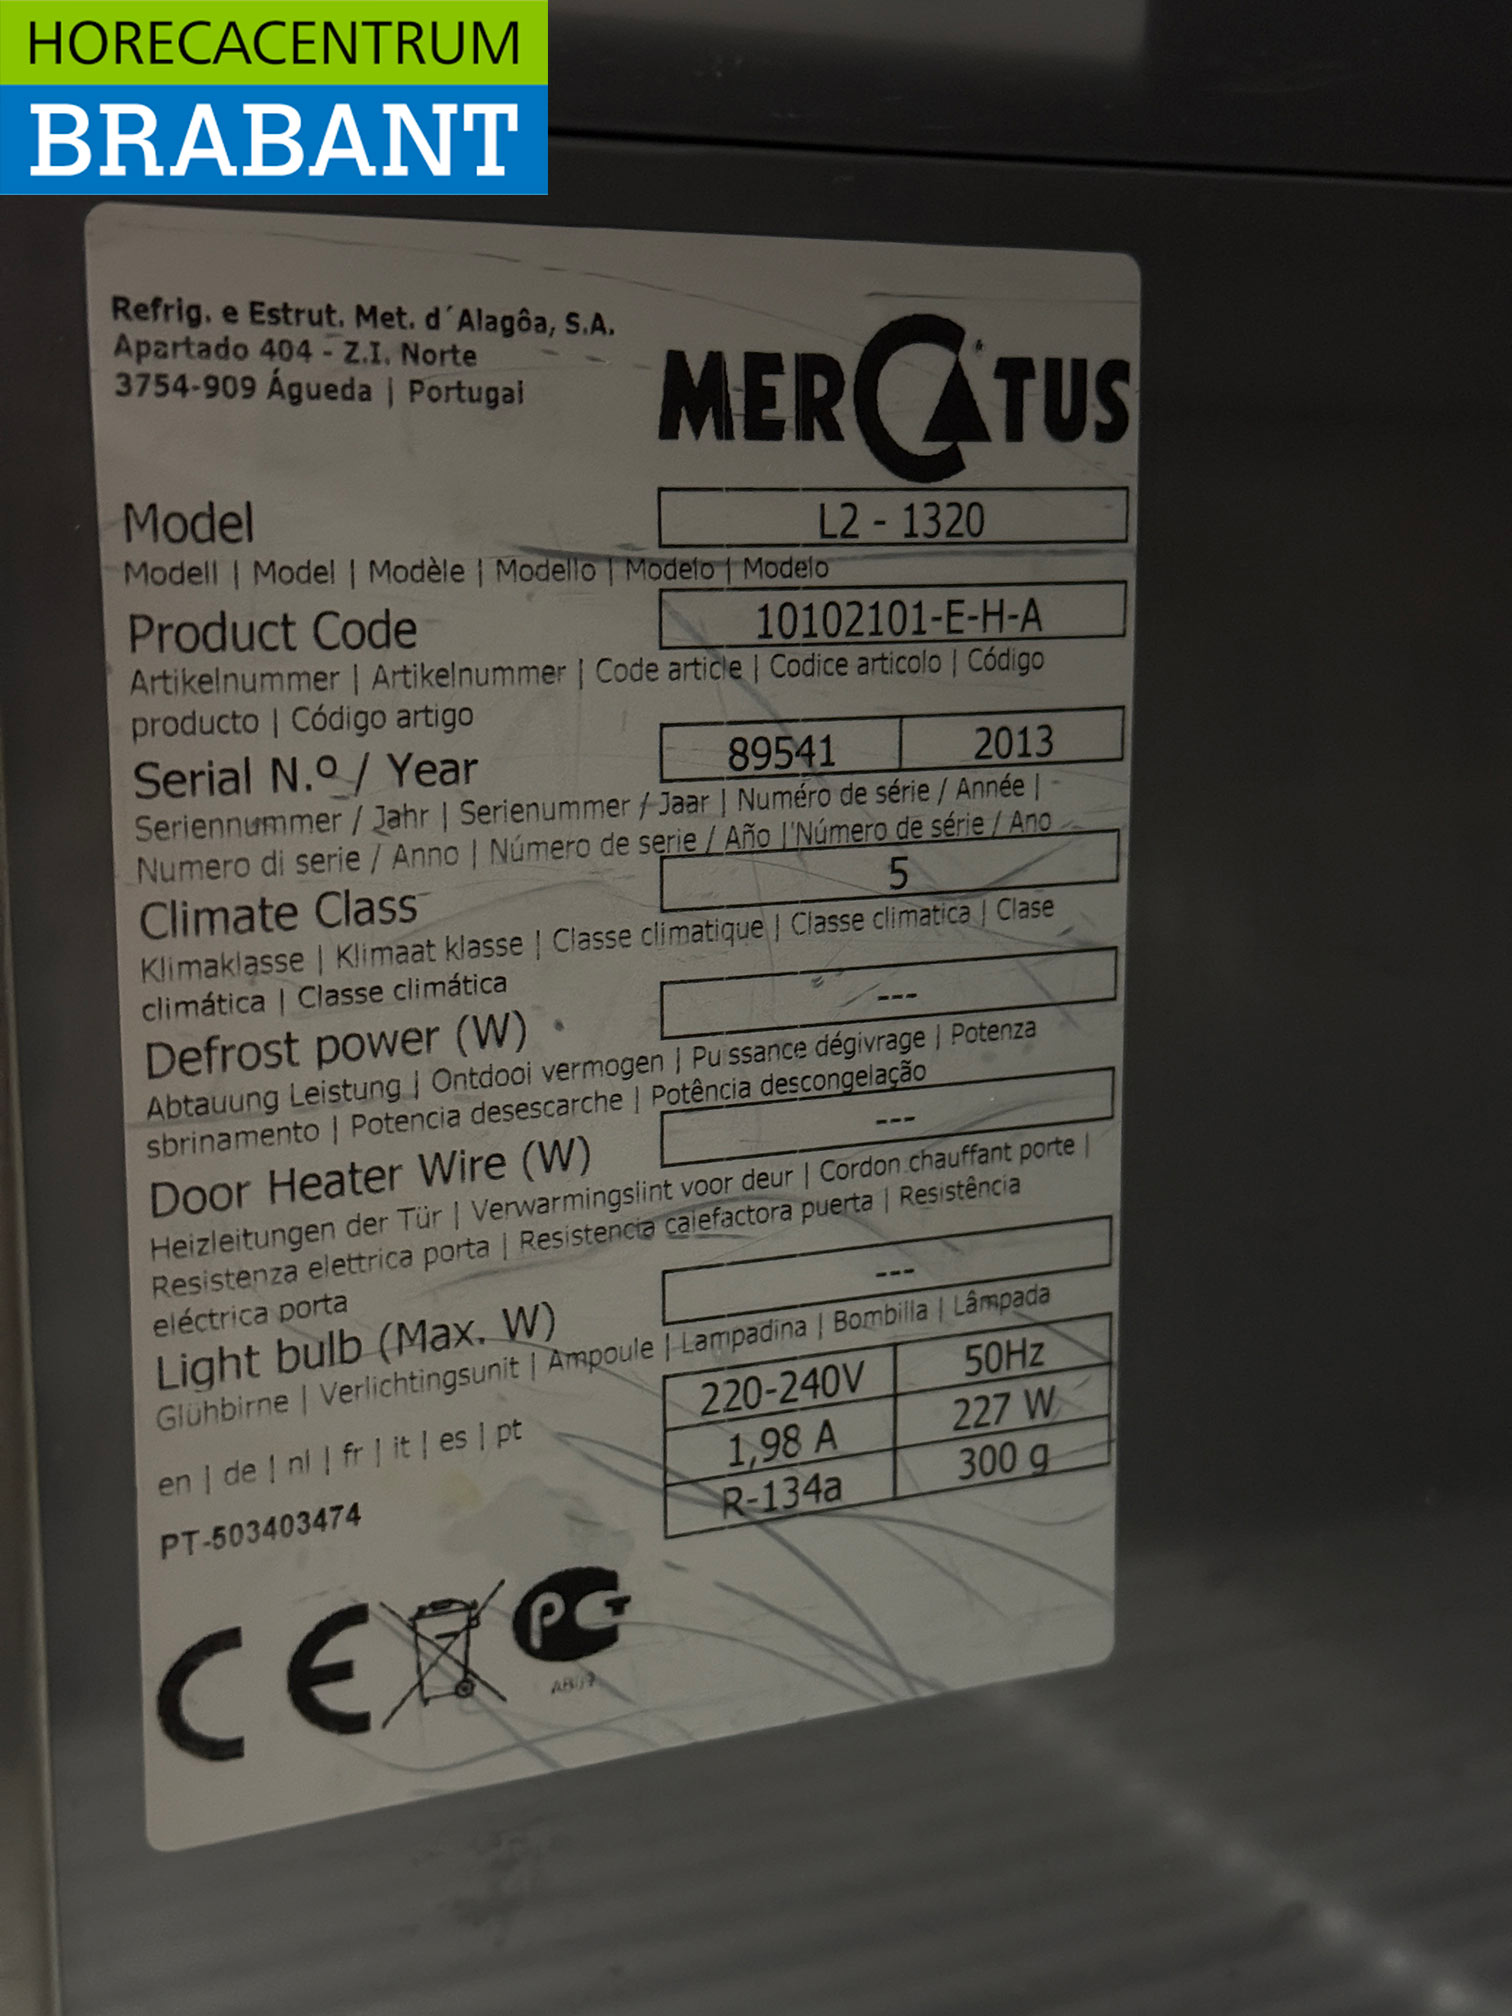 HORECACENTRUM
BRABANT
Refrig. e Estrut. Met. d´Alagôa, S.A.
Apartado 404 - Z.I. Norte
3754-909 Águeda | Portugal
MERCATUS
Model
L2 - 1320
Modell | Model | Modèle | Modello | Modelo | Modelo
Product Code
10102101-E-H-A
Artikelnummer | Artikelnummer | Code article | Codice articolo | Código
producto | Código artigo
Serial N.º / Year
89541 2013
Seriennummer / Jahr | Serienummer / Jaar | Numéro de série / Année |
Numero di serie / Anno | Número de serie / Año | Número de série / Ano
Climate Class
5
Klimaklasse | Klimaat klasse | Classe climatique | Classe climatica | Clase
climática | Classe climática
Defrost power (W)
---
Abtauung Leistung | Ontdooi vermogen | Puissance dégivrage | Potenza
sbrinamento | Potencia desescarche | Potência descongelação
Door Heater Wire (W)
---
Heizleitungen der Tür | Verwarmingslint voor deur | Cordon chauffant porte |
Resistenza elettrica porta | Resistencia calefactora puerta | Resistência
eléctrica porta
Light bulb (Max. W)
---
Glühbirne | Verlichtingsunit | Ampoule | Lampadina | Bombilla | Lâmpada
220-240V 50Hz
1,98 A 227 W
R-134a 300 g
en | de | nl | fr | it | es | pt
PT-503403474
CE
PCT